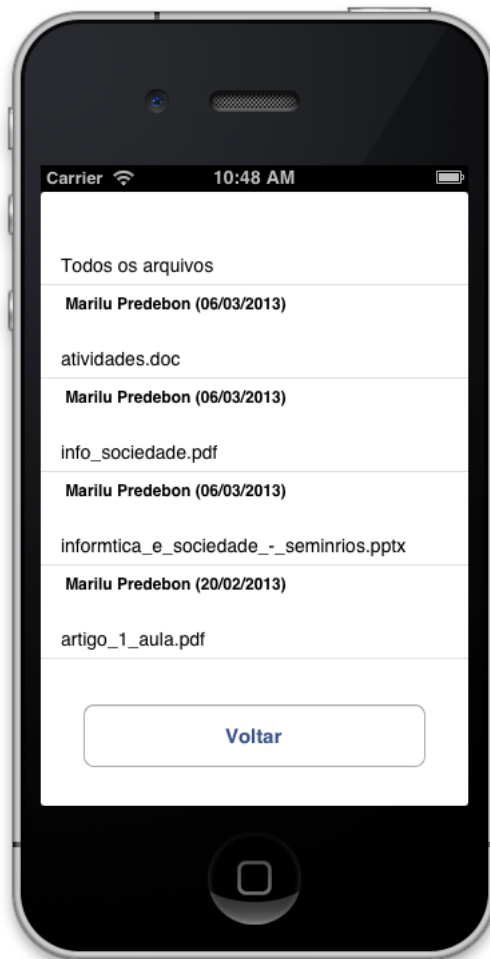 Carrier 10:48 AM
Todos os arquivos
Marilu Predebon (06/03/2013)
atividades.doc
Marilu Predebon (06/03/2013)
info_sociedade.pdf
Marilu Predebon (06/03/2013)
informtica_e_sociedade_-_seminrios.pptx
Marilu Predebon (20/02/2013)
artigo_1_aula.pdf
Voltar